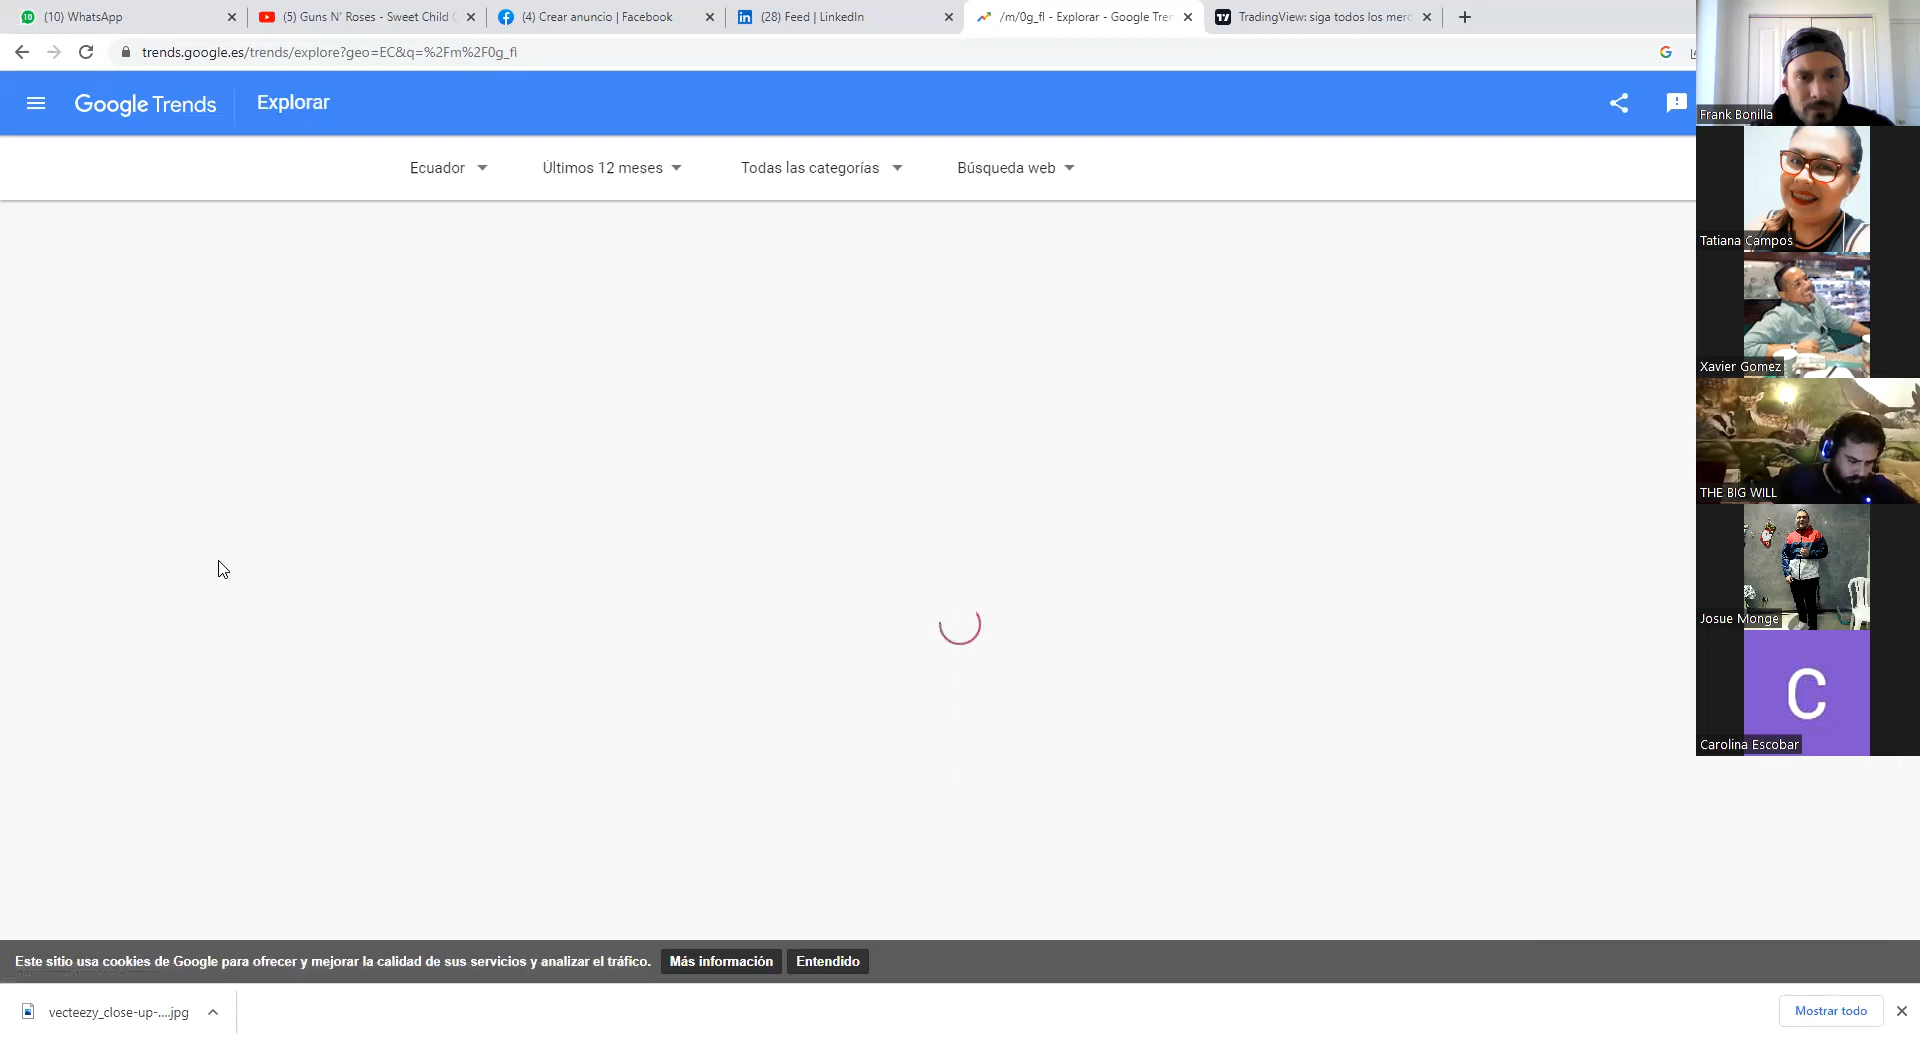 (10) WhatsApp
(5) Guns N' Roses - Sweet Child
(4) Crear anuncio | Facebook
(28) Feed | LinkedIn
/m/0g_fl - Explorar - Google Tre
TradingView: siga todos los merc
trends.google.es/trends/explore?geo=EC&q=%2Fm%2F0g_fl
Google Trends
Explorar
Ecuador
Últimos 12 meses
Todas las categorías
Búsqueda web
Frank Bonilla
Tatiana Campos
Xavier Gomez
THE BIG WILL
Josue Monge
C
Carolina Escobar
Este sitio usa cookies de Google para ofrecer y mejorar la calidad de sus servicios y analizar el tráfico.
Más información
Entendido
vecteezy_close-up-....jpg
Mostrar todo